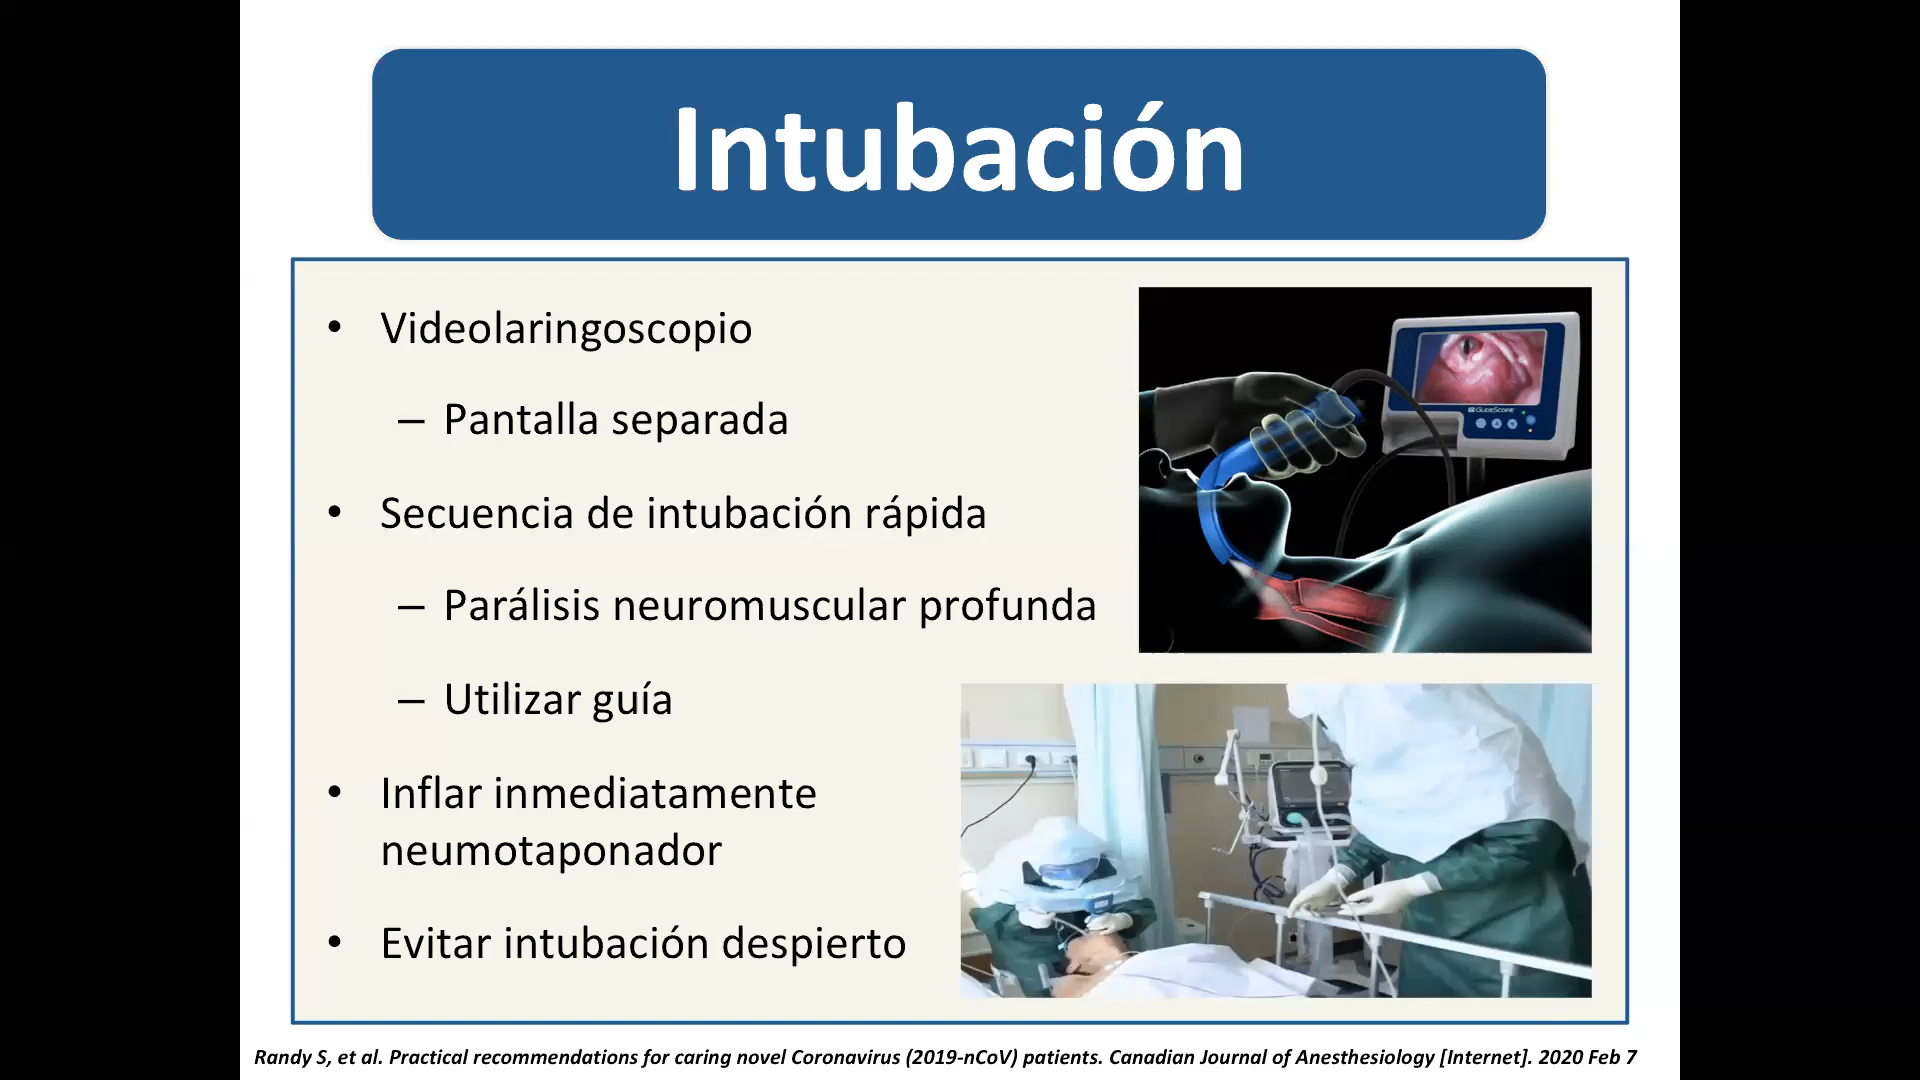 Intubación
• Videolaringoscopio
– Pantalla separada
• Secuencia de intubación rápida
– Parálisis neuromuscular profunda
– Utilizar guía
• Inflar inmediatamente
neumotaponador
• Evitar intubación despierto
GLIDESCOPE
Randy S, et al. Practical recommendations for caring novel Coronavirus (2019-nCoV) patients. Canadian Journal of Anesthesiology [Internet]. 2020 Feb 7